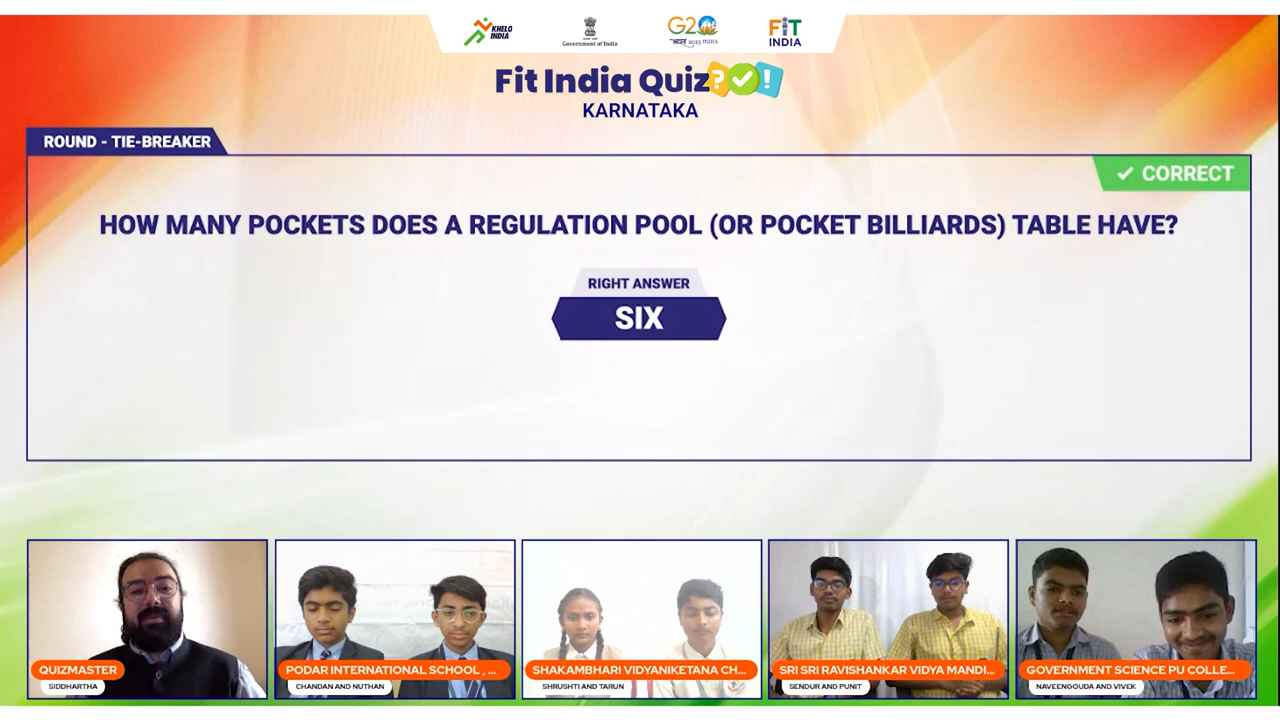 KHELO
INDIA
Government of India
G20
2023 INDIA
FIT
INDIA
Fit India Quiz?!
KARNATAKA
ROUND - TIE-BREAKER
CORRECT
HOW MANY POCKETS DOES A REGULATION POOL (OR POCKET BILLIARDS) TABLE HAVE?
RIGHT ANSWER
SIX
QUIZMASTER
SIDDHARTHA
PODAR INTERNATIONAL SCHOOL , ...
CHANDAN AND NUTHAN
SHAKAMBHARI VIDYANIKETANA CH...
SHRUSHTI AND TARUN
SRI SRI RAVISHANKAR VIDYA MANDI...
SENDUR AND PUNIT
GOVERNMENT SCIENCE PU COLLE...
NAVEENGOUDA AND VIVEK